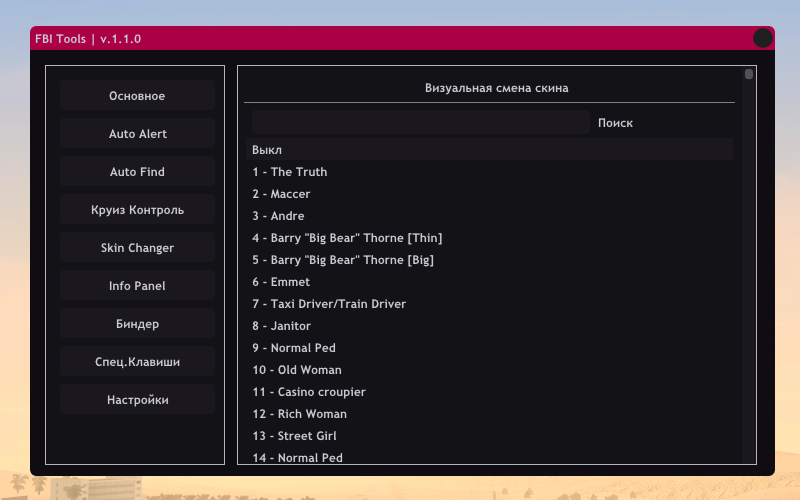 FBI Tools | v.1.1.0
Основное
Auto Alert
Auto Find
Круиз Контроль
Skin Changer
Info Panel
Биндер
Спец.Клавиши
Настройки
Визуальная смена скина
Поиск
Выкл
1 - The Truth
2 - Maccer
3 - Andre
4 - Barry "Big Bear" Thorne [Thin]
5 - Barry "Big Bear" Thorne [Big]
6 - Emmet
7 - Taxi Driver/Train Driver
8 - Janitor
9 - Normal Ped
10 - Old Woman
11 - Casino croupier
12 - Rich Woman
13 - Street Girl
14 - Normal Ped